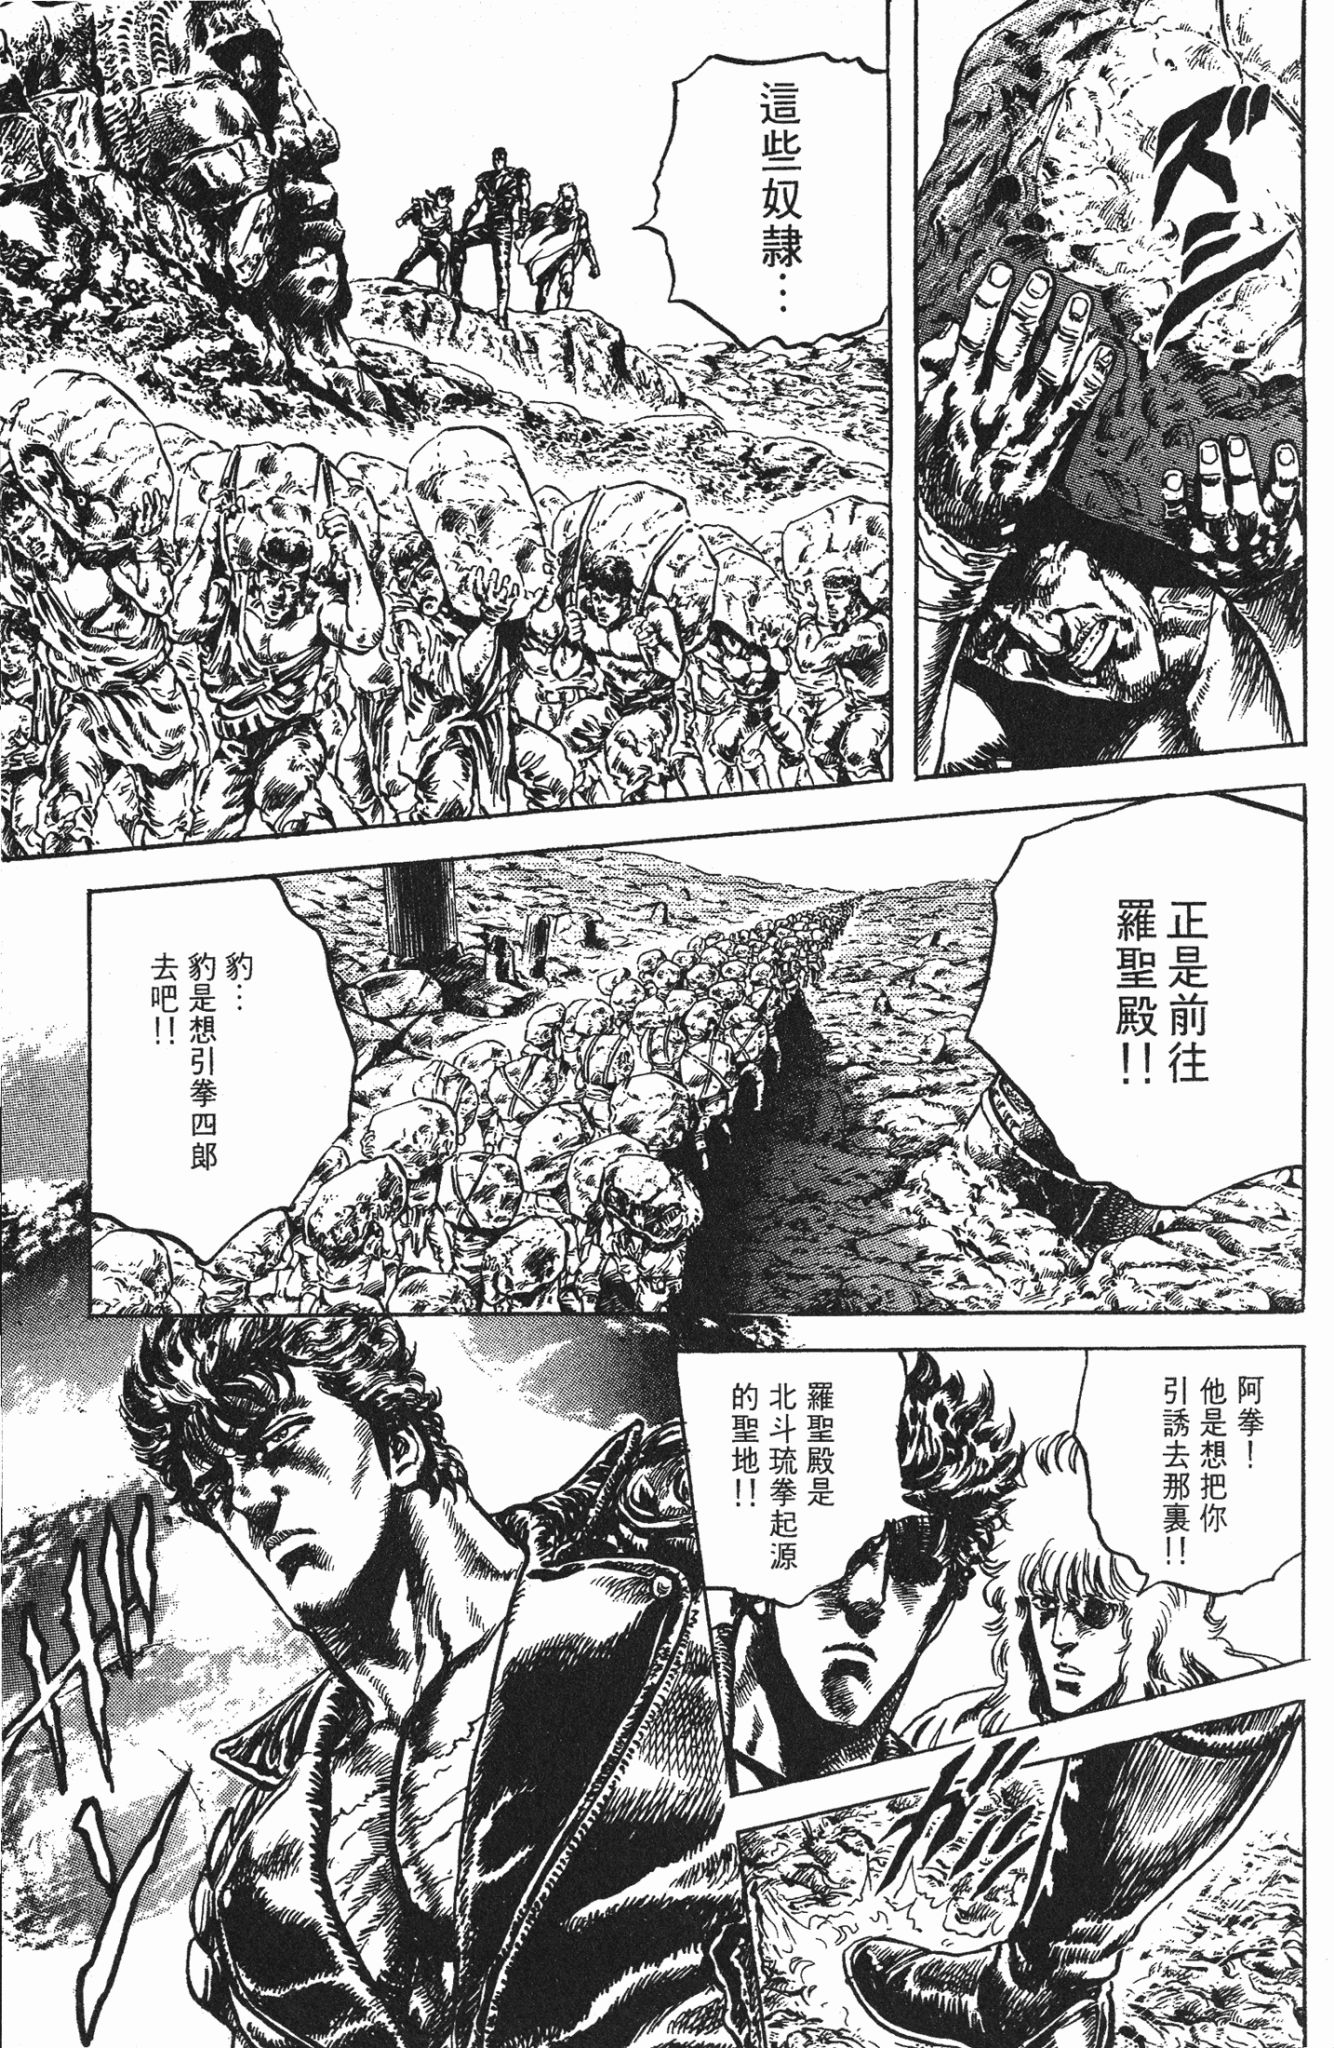 ズシ
這些奴隸…
正是前往
羅聖殿!!
豹…
豹是想引拳四郎
去吧!!
阿拳!
他是想把你
引誘去那裏!!
羅聖殿是
北斗琉拳起源
的聖地!!